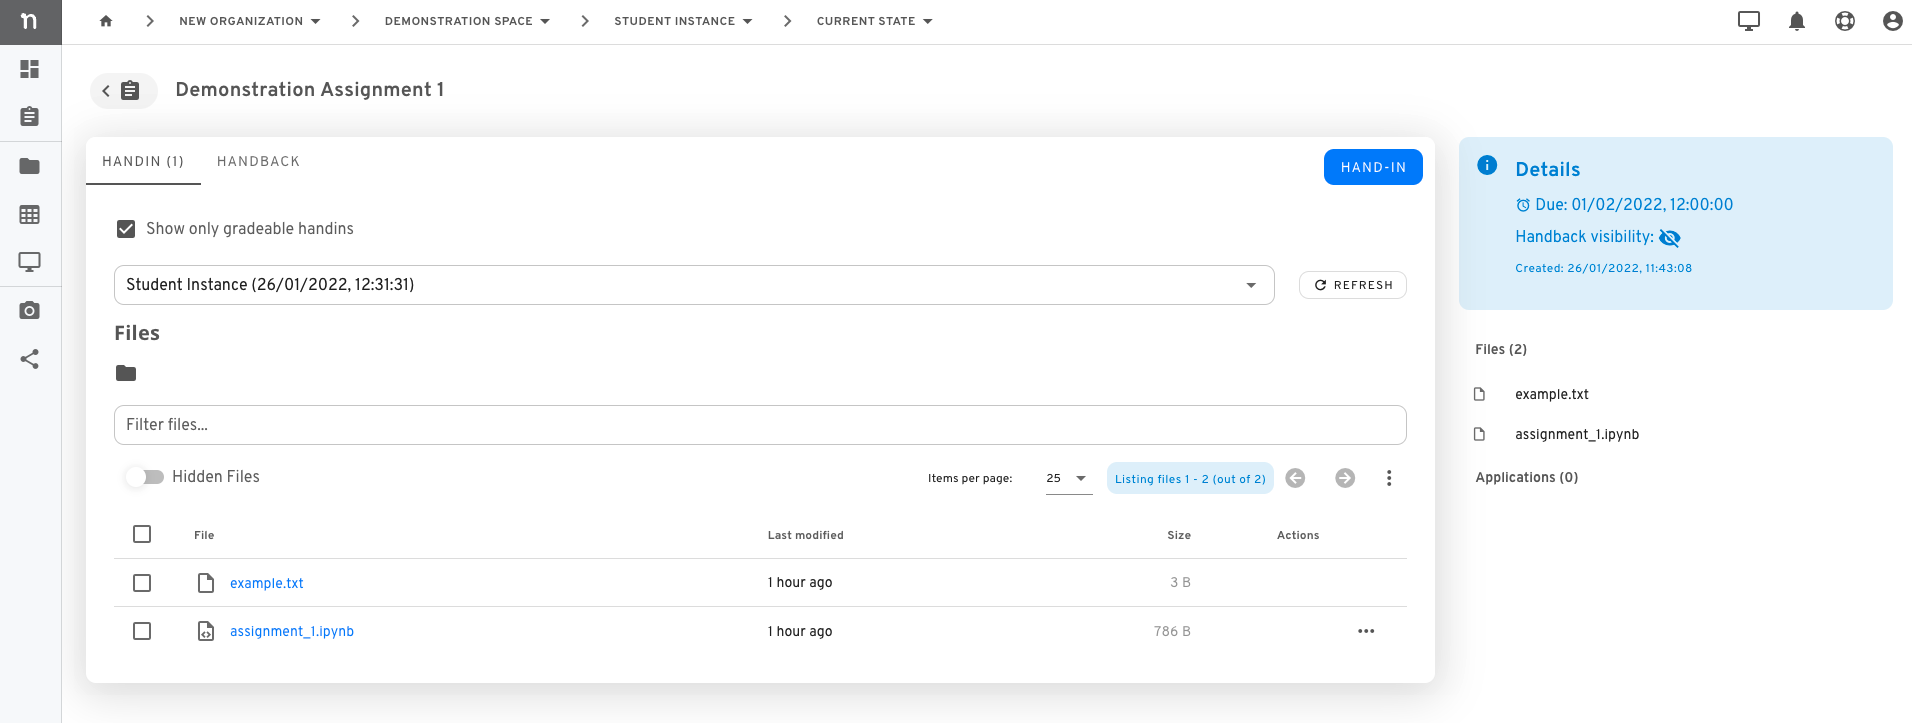 n
NEW ORGANIZATION
DEMONSTRATION SPACE
STUDENT INSTANCE
CURRENT STATE
Demonstration Assignment 1
HANDIN (1)
HANDBACK
HAND-IN
Show only gradeable handins
Student Instance (26/01/2022, 12:31:31)
REFRESH
Files
Filter files...
Hidden Files
Items per page:
25
Listing files 1 - 2 (out of 2)
File
Last modified
Size
Actions
example.txt
1 hour ago
3 B
assignment_1.ipynb
1 hour ago
786 B
Details
Due: 01/02/2022, 12:00:00
Handback visibility:
Created: 26/01/2022, 11:43:08
Files (2)
example.txt
assignment_1.ipynb
Applications (0)